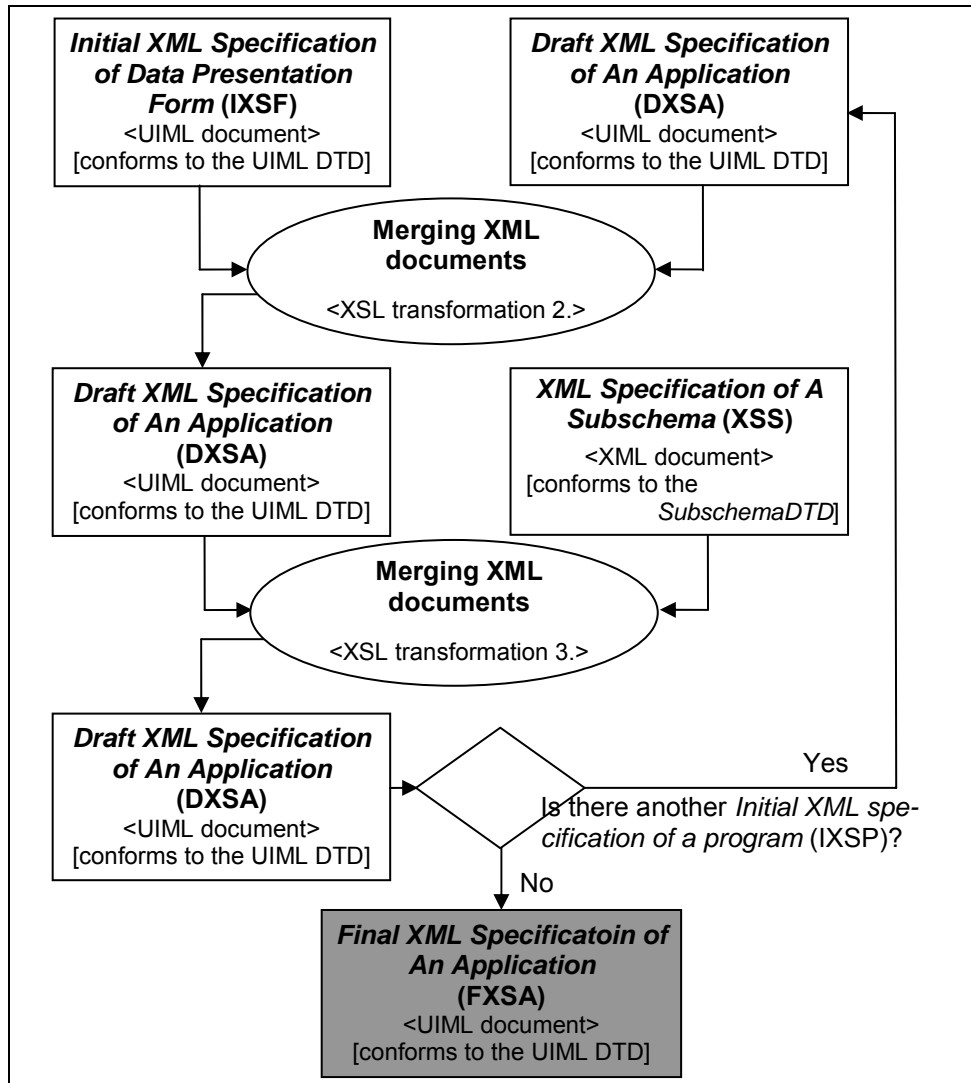 Initial XML Specification
of Data Presentation
Form (IXSF)
<UIML document>
[conforms to the UIML DTD]
Draft XML Specification
of An Application
(DXSA)
<UIML document>
[conforms to the UIML DTD]
Merging XML
documents
<XSL transformation 2.>
Draft XML Specification
of An Application
(DXSA)
<UIML document>
[conforms to the UIML DTD]
XML Specification of A
Subschema (XSS)
<XML document>
[conforms to the
SubschemaDTD]
Merging XML
documents
<XSL transformation 3.>
Draft XML Specification
of An Application
(DXSA)
<UIML document>
[conforms to the UIML DTD]
Yes
Is there another Initial XML spe-
cification of a program (IXSP)?
No
Final XML Specificatoin of
An Application
(FXSA)
<UIML document>
[conforms to the UIML DTD]